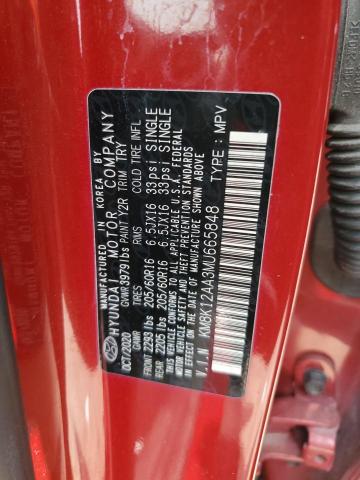 MANUFACTURED IN KOREA BY
HYUNDAI MOTOR COMPANY
OCT/2020 GVWR 3979 lbs PAINT Y2R TRIM TRY
GAWR COLD TIRE INFL
FRONT 2293 lbs 205/60R16 6.5JX16 33psi SINGLE
REAR 2205 lbs 205/60R16 6.5JX16 33psi SINGLE
THIS VEHICLE CONFORMS TO ALL APPLICABLE U.S.A. FEDERAL
MOTOR VEHICLE SAFETY, BUMPER, AND THEFT PREVENTION STANDARDS
IN EFFECT ON THE DATE OF MANUFACTURE SHOWN ABOVE
V.I.N KM8K12AA3MU665848 TYPE : MPV